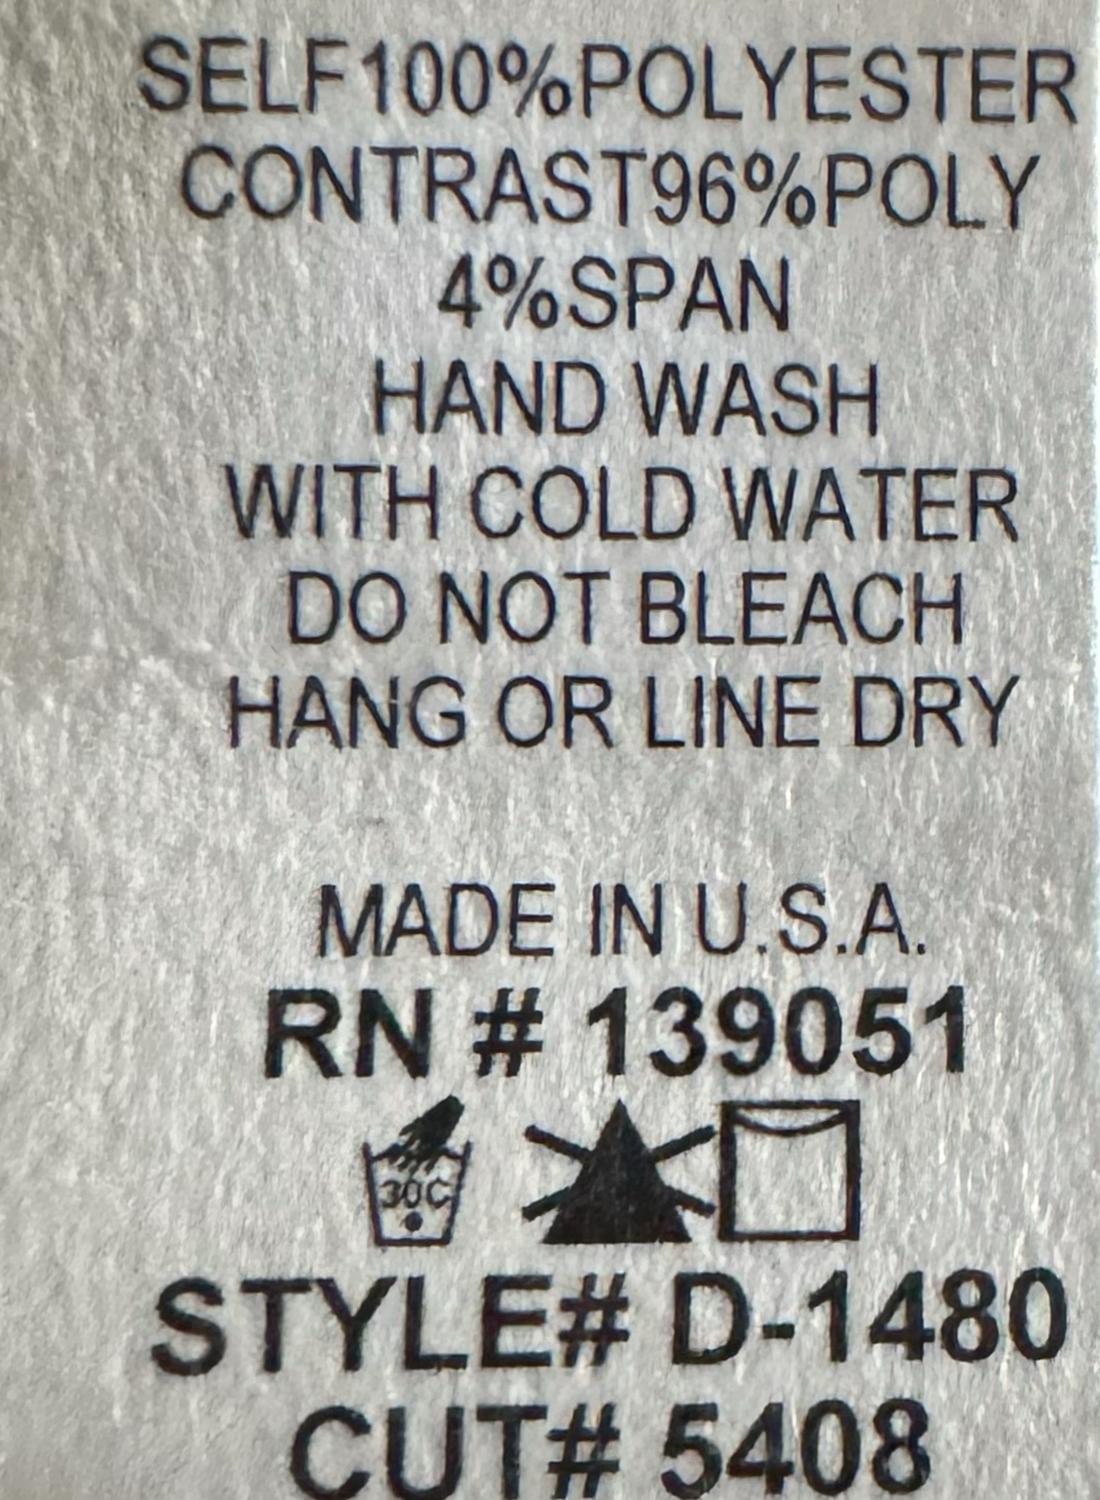 SELF100%POLYESTER
CONTRAST96%POLY
4%SPAN
HAND WASH
WITH COLD WATER
DO NOT BLEACH
HANG OR LINE DRY
MADE IN U.S.A.
RN # 139051
30C
STYLE# D-1480
CUT# 5408